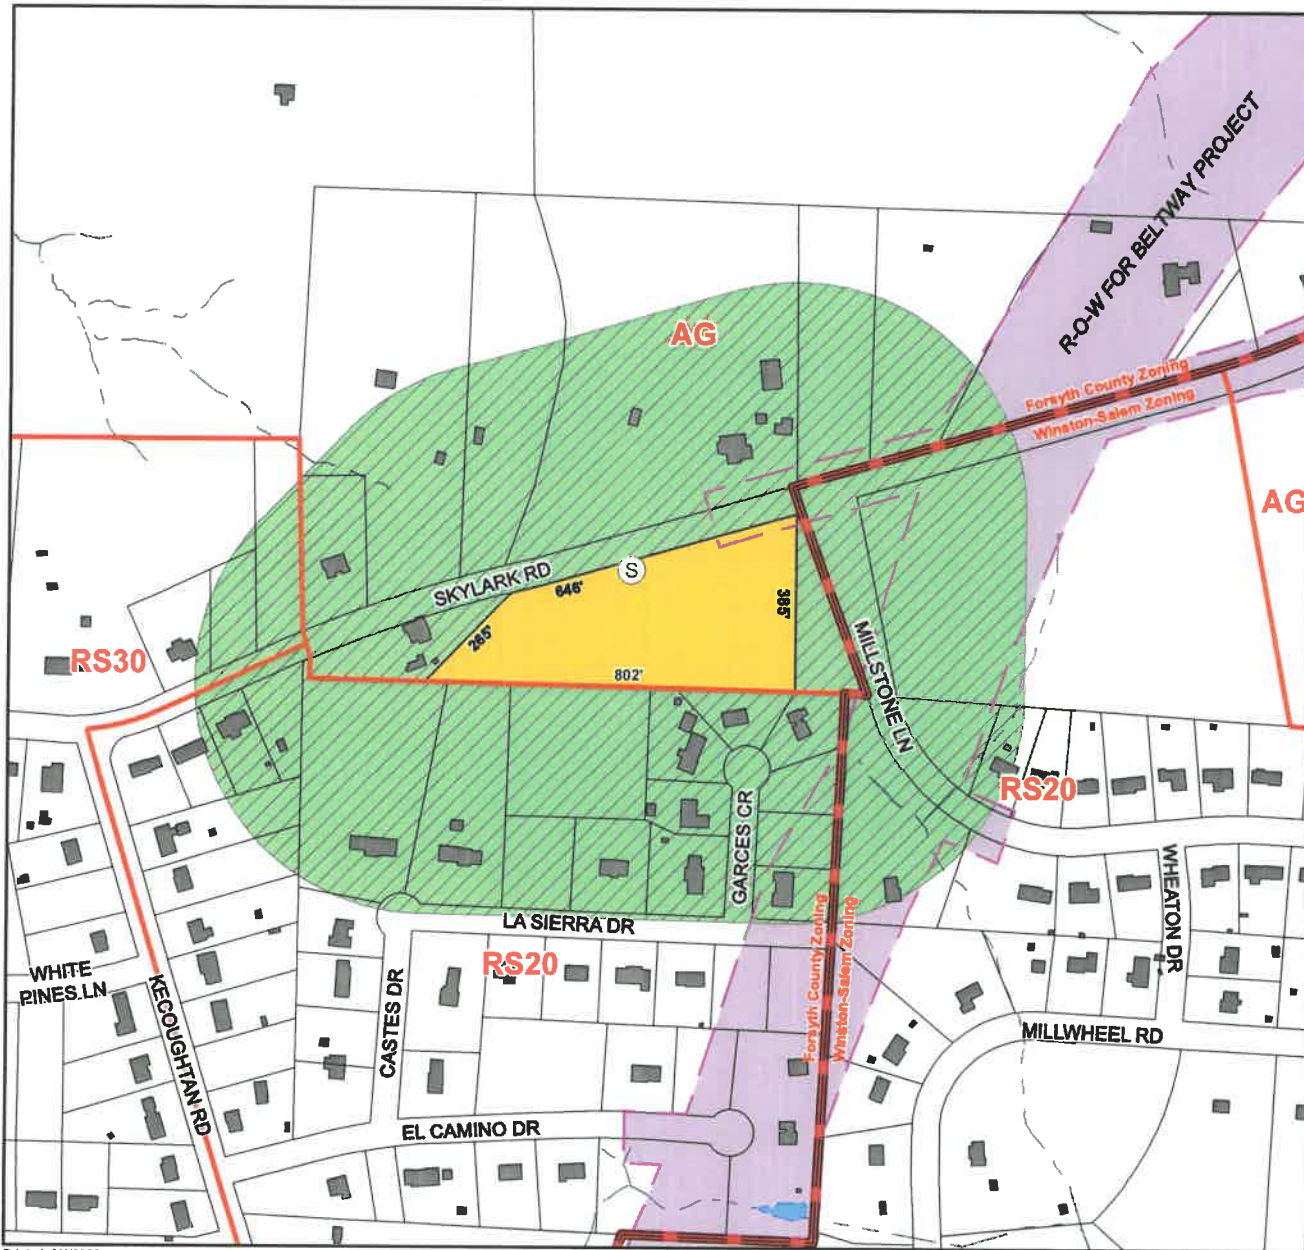 R-O-W FOR BELTWAY PROJECT
AG
Forsyth County Zoning
Winston-Salem Zoning
AG
SKYLARK RD
S
646'
265'
385'
802'
RS30
MILLSTONE LN
RS20
GARCES CR
WHEATON DR
LA SIERRA DR
RS20
Forsyth County Zoning
Winston-Salem Zoning
WHITE
PINES LN
KECOUGHTAN RD
CASTES DR
MILLWHEEL RD
EL CAMINO DR